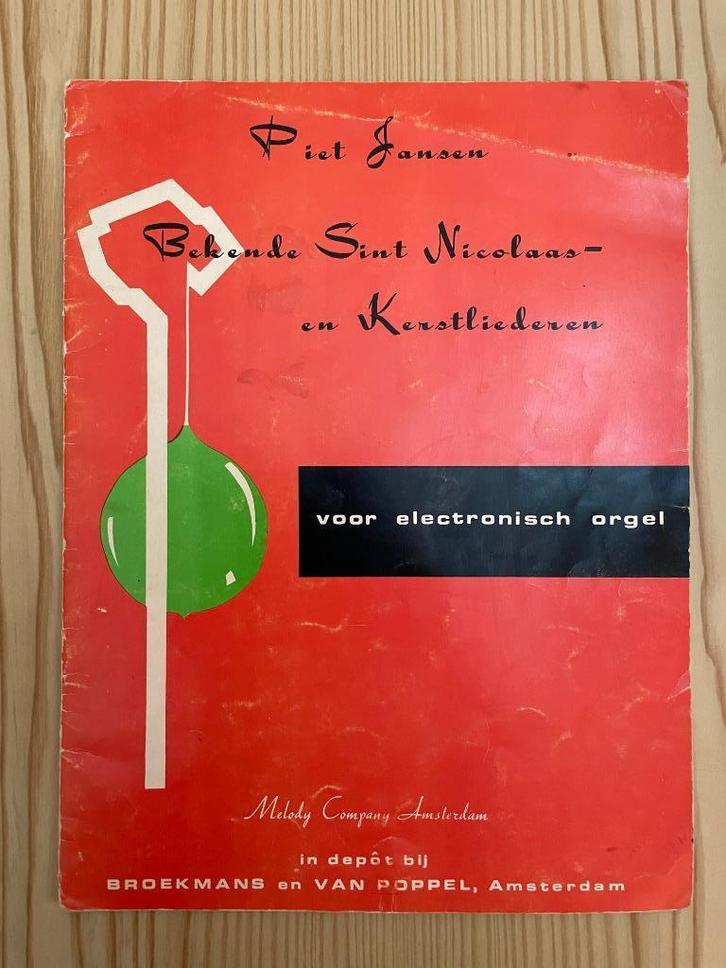 Piet Jansen
Bekende Sint Nicolaas-
en Kerstliederen
voor electronisch orgel
Melody Company Amsterdam
in depôt bij
BROEKMANS en VAN POPPEL, Amsterdam